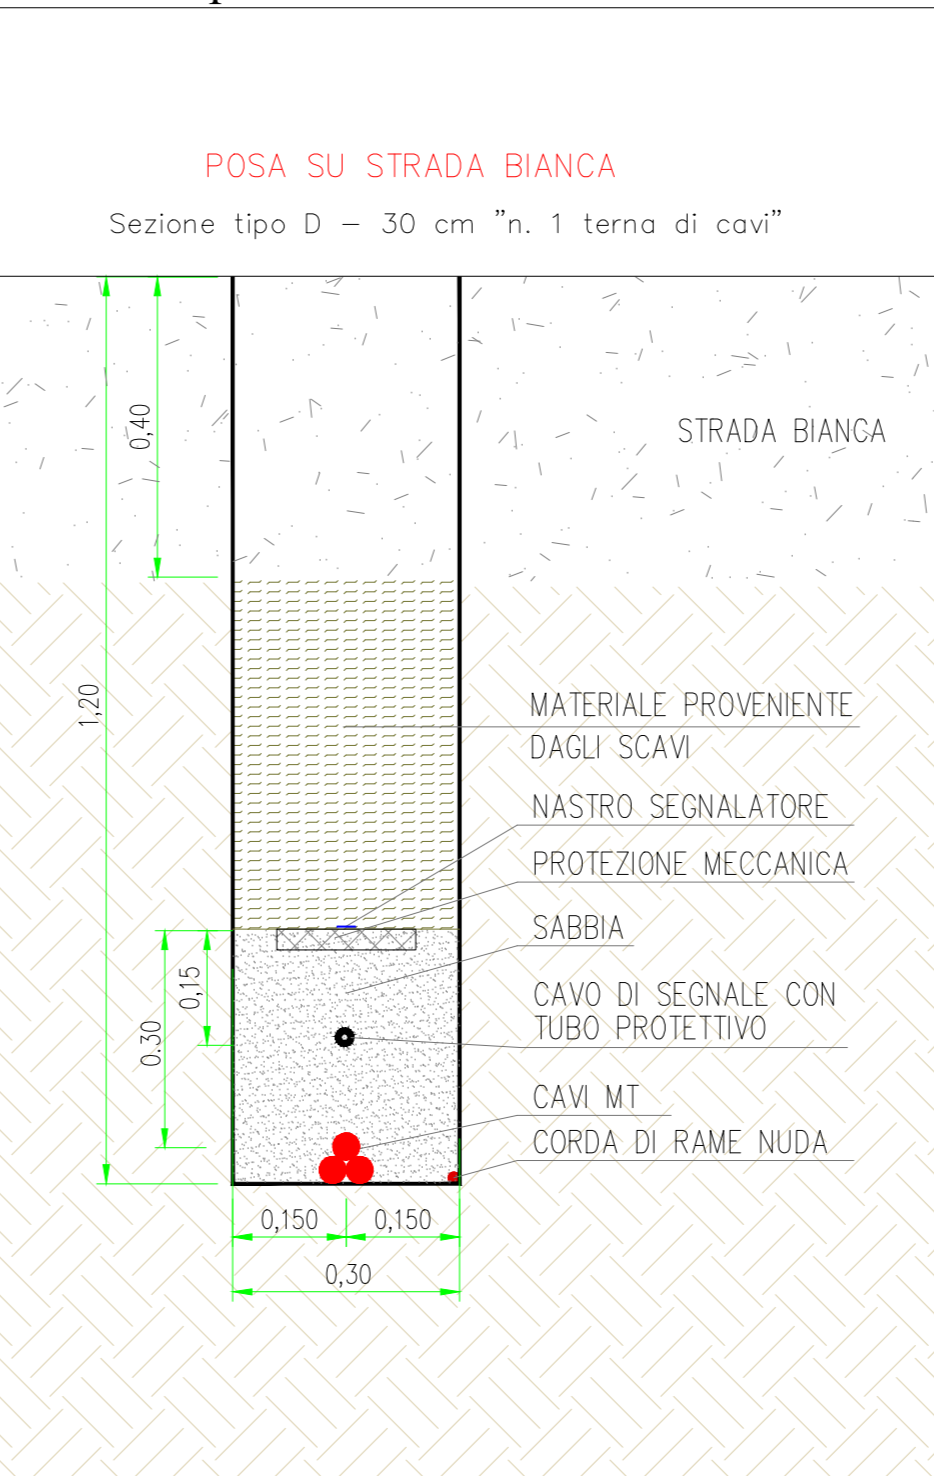 POSA SU STRADA BIANCA
Sezione tipo D – 30 cm "n. 1 terna di cavi"
0,40
STRADA BIANCA
1,20
MATERIALE PROVENIENTE
DAGLI SCAVI
NASTRO SEGNALATORE
PROTEZIONE MECCANICA
SABBIA
0,15
0.30
CAVO DI SEGNALE CON
TUBO PROTETTIVO
CAVI MT
CORDA DI RAME NUDA
0,150 0,150
0,30